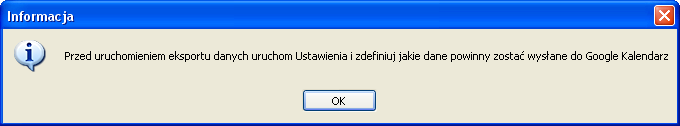 Informacja
Przed uruchomieniem eksportu danych uruchom Ustawienia i zdefiniuj jakie dane powinny zostać wysłane do Google Kalendarz
OK